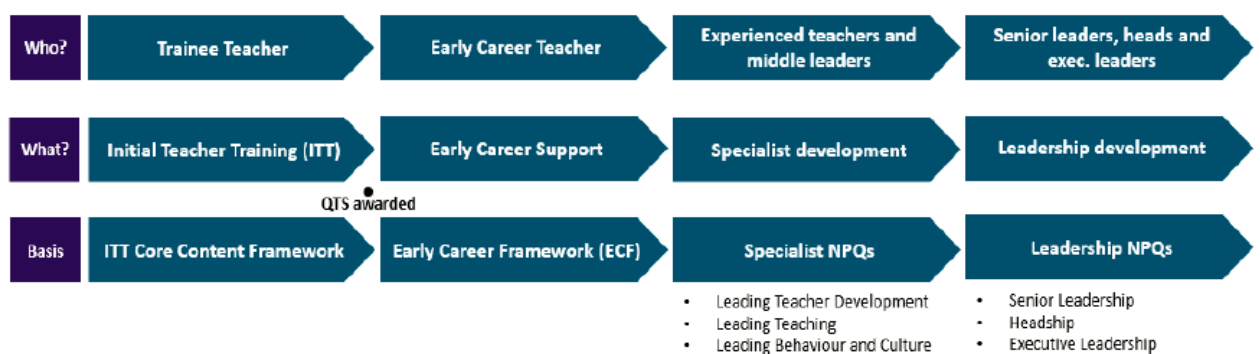 Who?
Trainee Teacher
Early Career Teacher
Experienced teachers and
middle leaders
Senior leaders, heads and
exec. leaders
What?
Initial Teacher Training (ITT)
Early Career Support
Specialist development
Leadership development
QTS awarded
Basis
ITT Core Content Framework
Early Career Framework (ECF)
Specialist NPQs
Leadership NPQs
• Leading Teacher Development
• Leading Teaching
• Leading Behaviour and Culture
• Senior Leadership
• Headship
• Executive Leadership